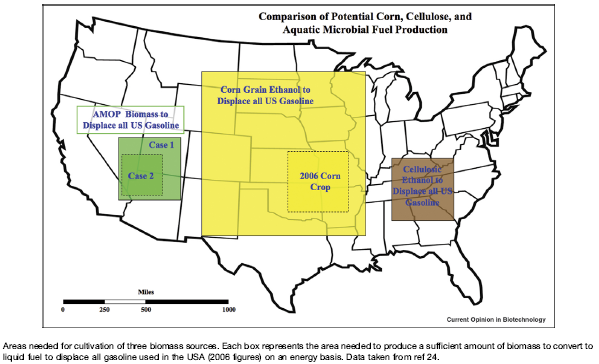 Comparison of Potential Corn, Cellulose, and
Aquatic Microbial Fuel Production
Corn Grain Ethanol to
Displace all US Gasoline
AMOP Biomass to
Displace all US Gasoline
Case 1
Case 2
2006 Corn
Crop
Cellulosic
Ethanol to
Displace all US
Gasoline
Miles
0 250 500 1000
Current Opinion in Biotechnology
Areas needed for cultivation of three biomass sources. Each box represents the area needed to produce a sufficient amount of biomass to convert to
liquid fuel to displace all gasoline used in the USA (2006 figures) on an energy basis. Data taken from ref 24.